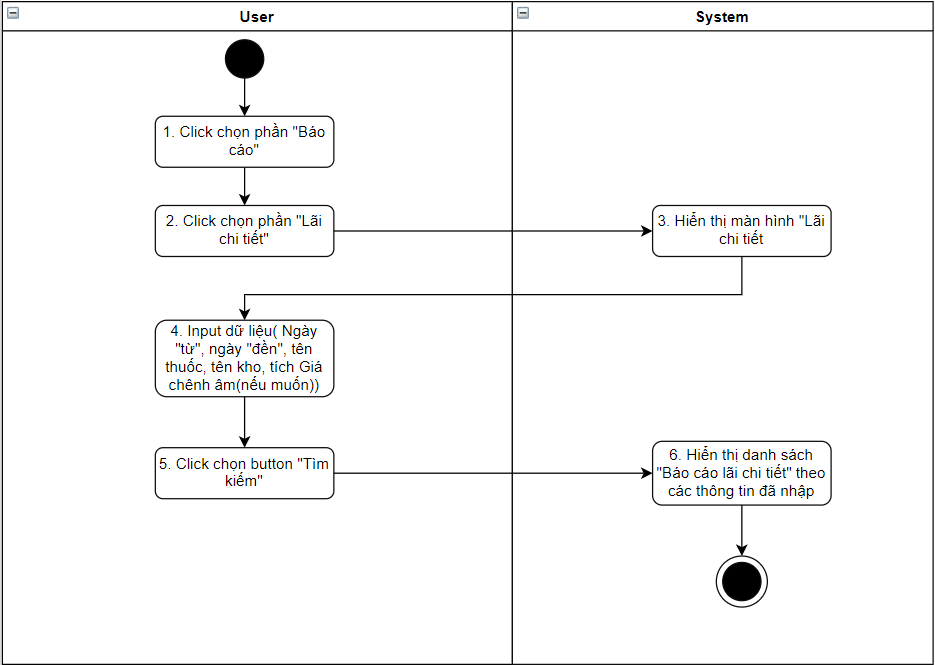 User
System
1. Click chọn phần "Báo
cáo"
2. Click chọn phần "Lãi
chi tiết"
3. Hiển thị màn hình "Lãi
chi tiết
4. Input dữ liệu( Ngày
"từ", ngày "đền", tên
thuốc, tên kho, tích Giá
chênh âm(nếu muốn))
5. Click chọn button "Tìm
kiếm"
6. Hiển thị danh sách
"Báo cáo lãi chi tiết" theo
các thông tin đã nhập